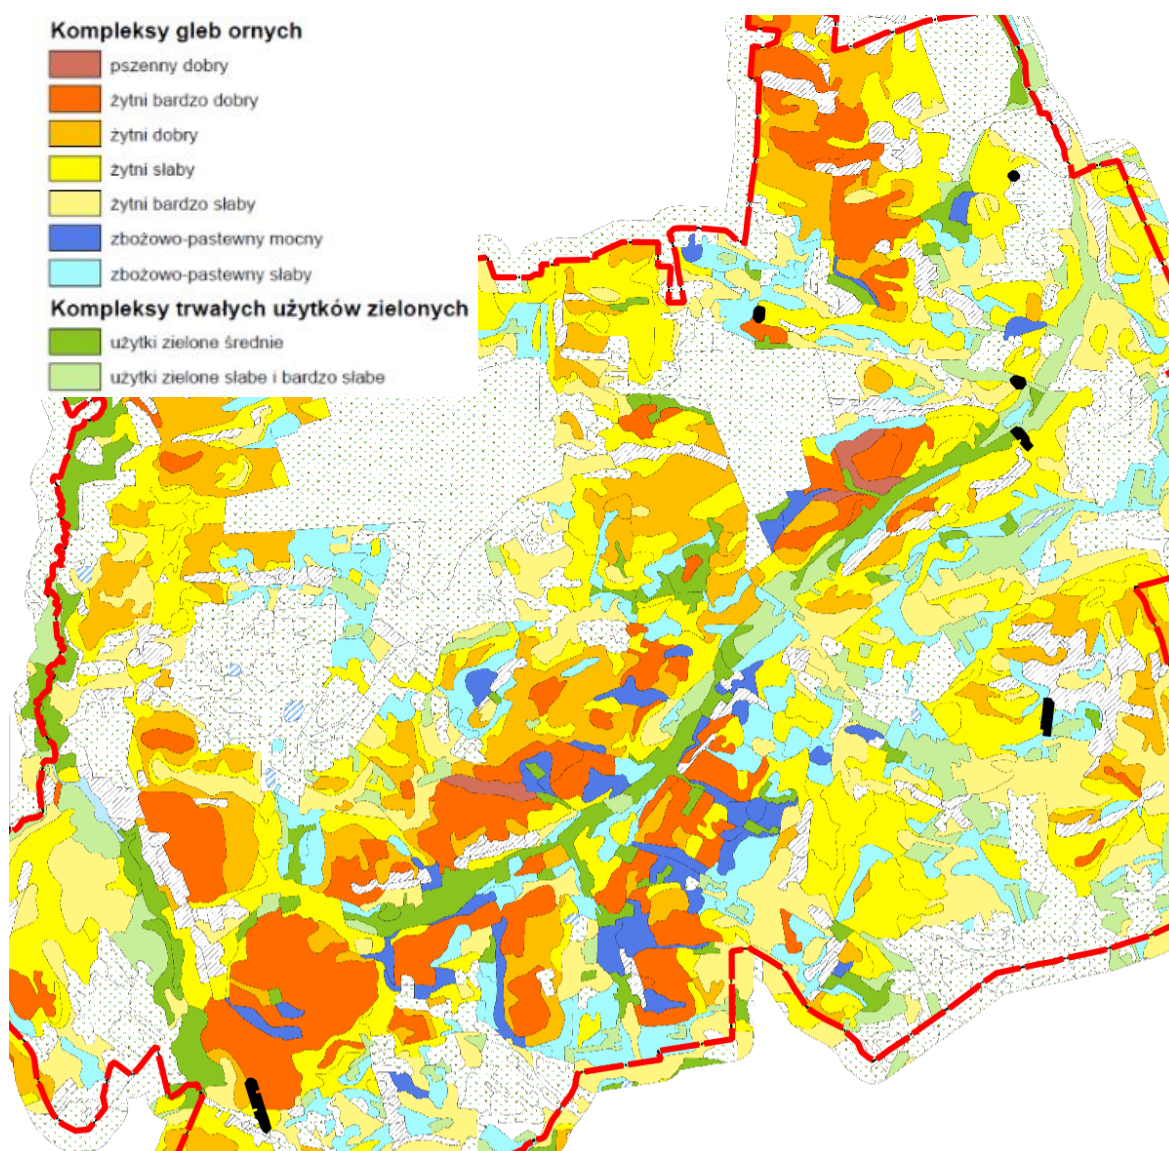 Kompleksy gleb ornych
pszenny dobry
żytni bardzo dobry
żytni dobry
żytni słaby
żytni bardzo słaby
zbożowo-pastewny mocny
zbożowo-pastewny słaby
Kompleksy trwałych użytków zielonych
użytki zielone średnie
użytki zielone słabe i bardzo słabe